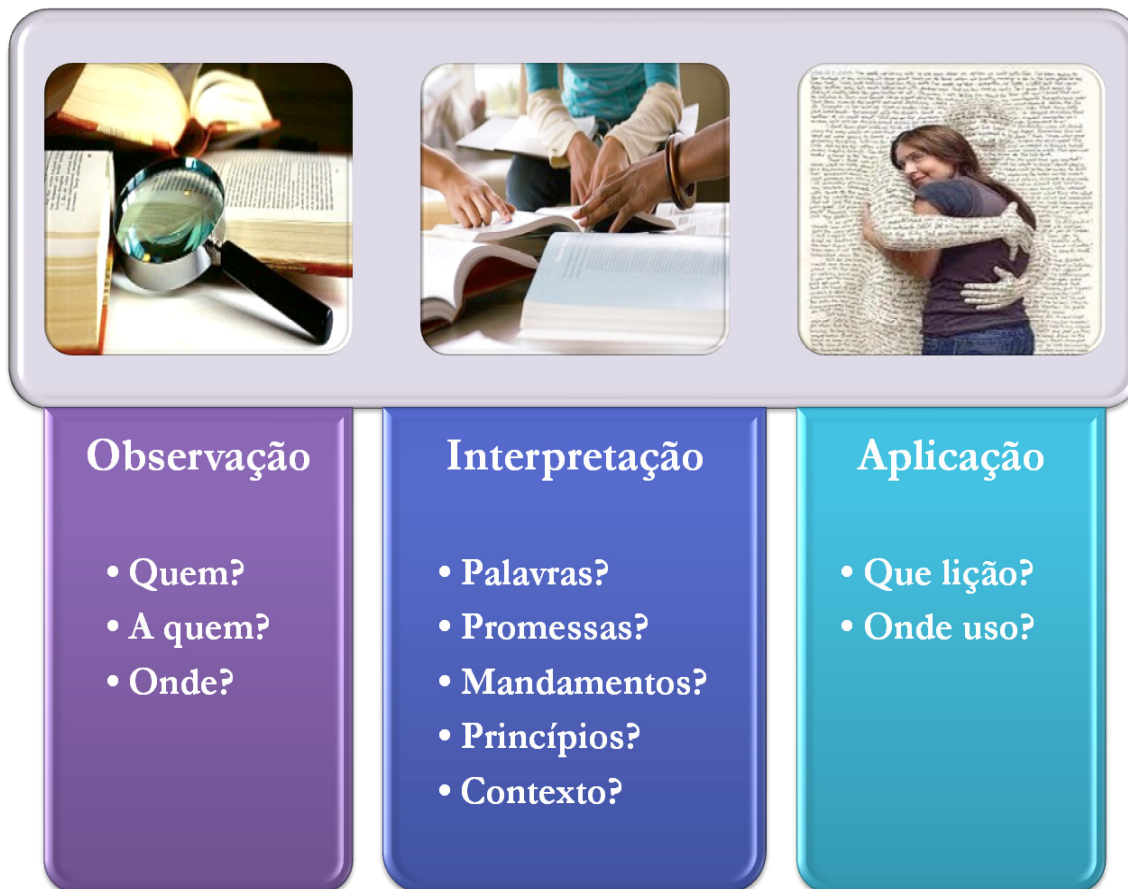 Observação
• Quem?
• A quem?
• Onde?
Interpretação
• Palavras?
• Promessas?
• Mandamentos?
• Princípios?
• Contexto?
Aplicação
• Que lição?
• Onde uso?